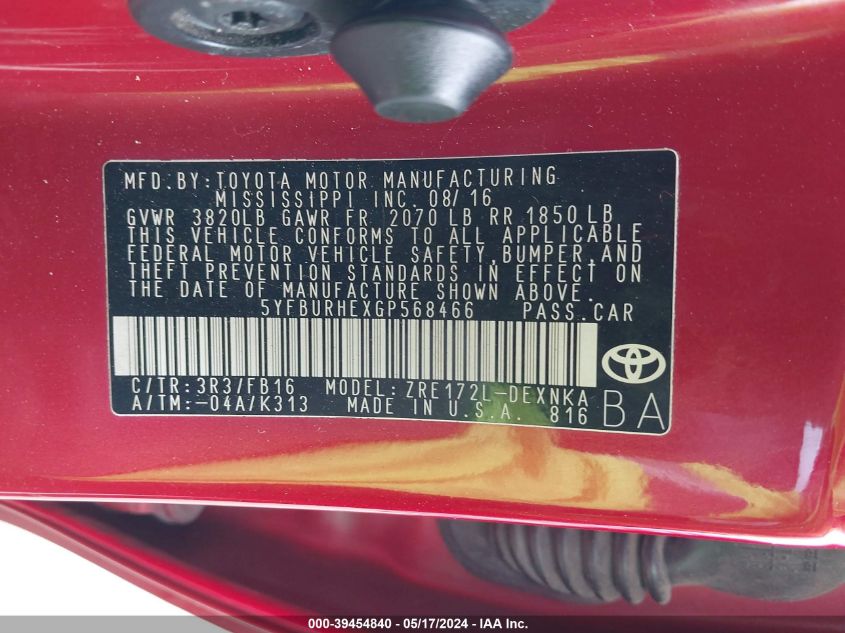 MFD. BY: TOYOTA MOTOR MANUFACTURING
MISSISSIPPI INC. 08/16
GVWR 3820LB GAWR FR 2070 LB RR 1850 LB
THIS VEHICLE CONFORMS TO ALL APPLICABLE
FEDERAL MOTOR VEHICLE SAFETY, BUMPER, AND
THEFT PREVENTION STANDARDS IN EFFECT ON
THE DATE OF MANUFACTURE SHOWN ABOVE.
5YFBURHEXGP568466 PASS. CAR
C/TR: 3R3/FB16 MODEL: ZRE172L-DEXNKA
A/TM: -04A/K313 MADE IN U.S.A. 816
BA
000-39454840 - 05/17/2024 - IAA Inc.